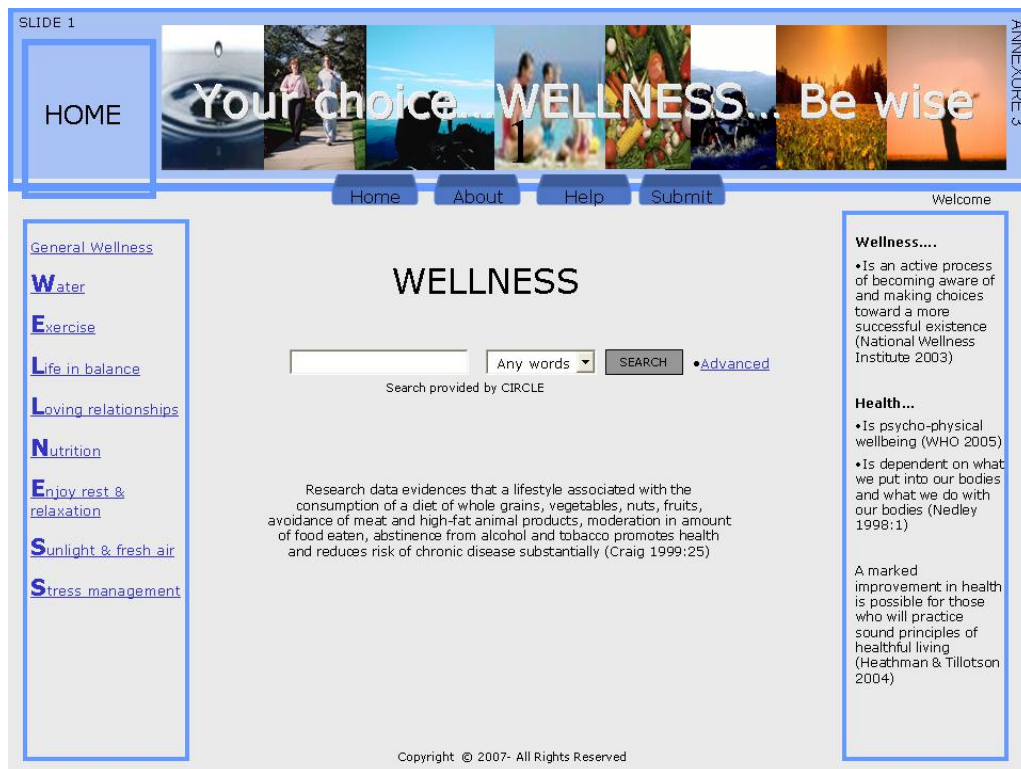 SLIDE 1
ANNEXURE 3
HOME
Your choice...WELLNESS... Be wise
1
Home About Help Submit
Welcome
General Wellness
Water
Exercise
Life in balance
Loving relationships
Nutrition
Enjoy rest &
relaxation
Sunlight & fresh air
Stress management
WELLNESS
Any words SEARCH •Advanced
Search provided by CIRCLE
Research data evidences that a lifestyle associated with the
consumption of a diet of whole grains, vegetables, nuts, fruits,
avoidance of meat and high-fat animal products, moderation in amount
of food eaten, abstinence from alcohol and tobacco promotes health
and reduces risk of chronic disease substantially (Craig 1999:25)
Wellness....
•Is an active process
of becoming aware of
and making choices
toward a more
successful existence
(National Wellness
Institute 2003)
Health...
•Is psycho-physical
wellbeing (WHO 2005)
•Is dependent on what
we put into our bodies
and what we do with
our bodies (Nedley
1998:1)
A marked
improvement in health
is possible for those
who will practice
sound principles of
healthful living
(Heathman & Tillotson
2004)
Copyright © 2007- All Rights Reserved